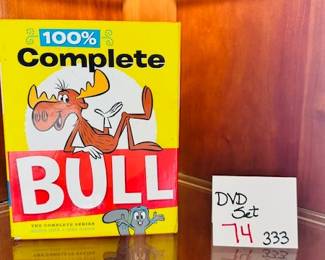 100%
Complete
BULL
THE COMPLETE SERIES
DVD
Set
74 333